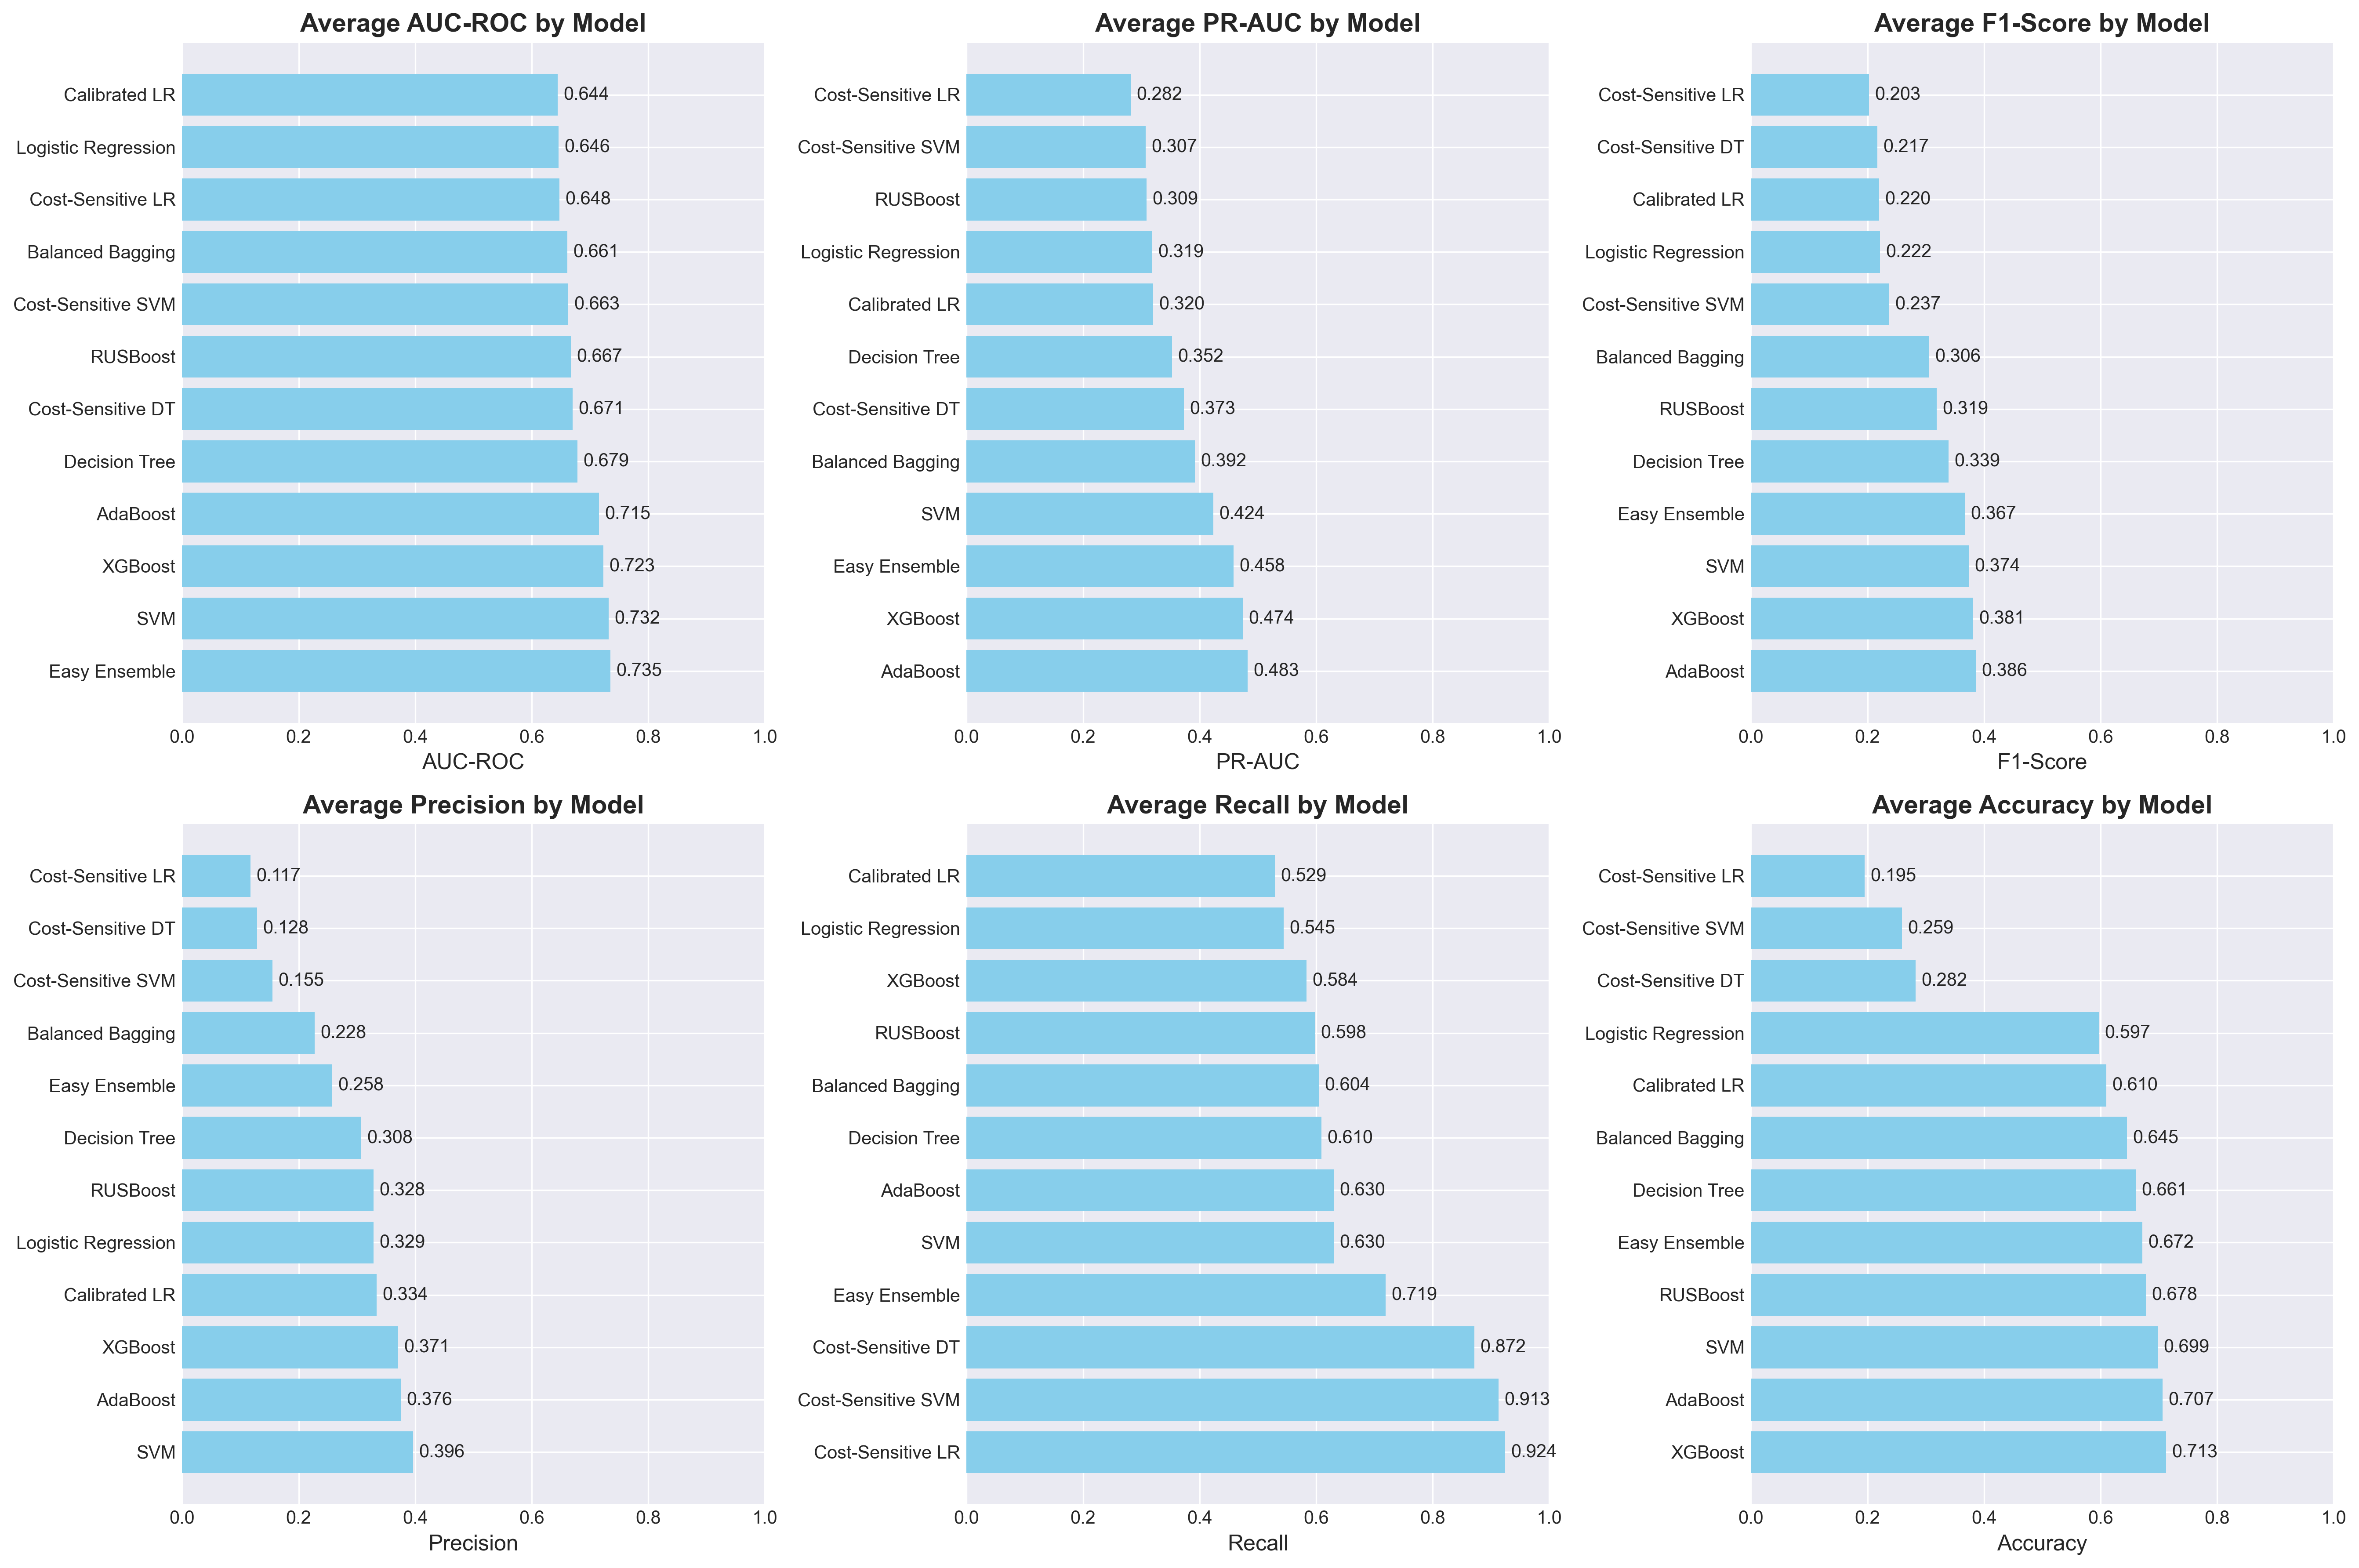 Average AUC-ROC by Model
Calibrated LR 0.644
Logistic Regression 0.646
Cost-Sensitive LR 0.648
Balanced Bagging 0.661
Cost-Sensitive SVM 0.663
RUSBoost 0.667
Cost-Sensitive DT 0.671
Decision Tree 0.679
AdaBoost 0.715
XGBoost 0.723
SVM 0.732
Easy Ensemble 0.735
0.0 0.2 0.4 0.6 0.8 1.0
AUC-ROC
Average PR-AUC by Model
Cost-Sensitive LR 0.282
Cost-Sensitive SVM 0.307
RUSBoost 0.309
Logistic Regression 0.319
Calibrated LR 0.320
Decision Tree 0.352
Cost-Sensitive DT 0.373
Balanced Bagging 0.392
SVM 0.424
Easy Ensemble 0.458
XGBoost 0.474
AdaBoost 0.483
0.0 0.2 0.4 0.6 0.8 1.0
PR-AUC
Average F1-Score by Model
Cost-Sensitive LR 0.203
Cost-Sensitive DT 0.217
Calibrated LR 0.220
Logistic Regression 0.222
Cost-Sensitive SVM 0.237
Balanced Bagging 0.306
RUSBoost 0.319
Decision Tree 0.339
Easy Ensemble 0.367
SVM 0.374
XGBoost 0.381
AdaBoost 0.386
0.0 0.2 0.4 0.6 0.8 1.0
F1-Score
Average Precision by Model
Cost-Sensitive LR 0.117
Cost-Sensitive DT 0.128
Cost-Sensitive SVM 0.155
Balanced Bagging 0.228
Easy Ensemble 0.258
Decision Tree 0.308
RUSBoost 0.328
Logistic Regression 0.329
Calibrated LR 0.334
XGBoost 0.371
AdaBoost 0.376
SVM 0.396
0.0 0.2 0.4 0.6 0.8 1.0
Precision
Average Recall by Model
Calibrated LR 0.529
Logistic Regression 0.545
XGBoost 0.584
RUSBoost 0.598
Balanced Bagging 0.604
Decision Tree 0.610
AdaBoost 0.630
SVM 0.630
Easy Ensemble 0.719
Cost-Sensitive DT 0.872
Cost-Sensitive SVM 0.913
Cost-Sensitive LR 0.924
0.0 0.2 0.4 0.6 0.8 1.0
Recall
Average Accuracy by Model
Cost-Sensitive LR 0.195
Cost-Sensitive SVM 0.259
Cost-Sensitive DT 0.282
Logistic Regression 0.597
Calibrated LR 0.610
Balanced Bagging 0.645
Decision Tree 0.661
Easy Ensemble 0.672
RUSBoost 0.678
SVM 0.699
AdaBoost 0.707
XGBoost 0.713
0.0 0.2 0.4 0.6 0.8 1.0
Accuracy